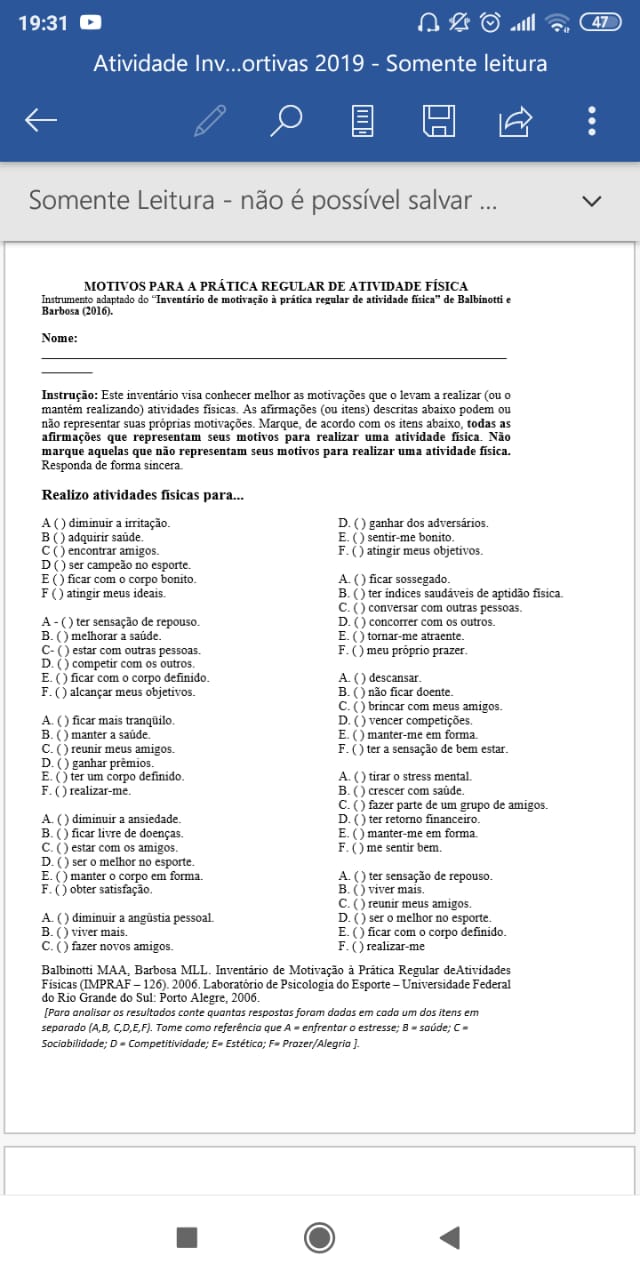 19:31
47
Atividade Inv...ortivas 2019 - Somente leitura
Somente Leitura - não é possível salvar ...
MOTIVOS PARA A PRÁTICA REGULAR DE ATIVIDADE FÍSICA
Instrumento adaptado do “Inventário de motivação à prática regular de atividade física” de Balbinotti e
Barbosa (2016).
Nome:
Instrução: Este inventário visa conhecer melhor as motivações que o levam a realizar (ou o
mantêm realizando) atividades físicas. As afirmações (ou itens) descritas abaixo podem ou
não representar suas próprias motivações. Marque, de acordo com os itens abaixo, todas as
afirmações que representam seus motivos para realizar uma atividade física. Não
marque aquelas que não representam seus motivos para realizar uma atividade física.
Responda de forma sincera.
Realizo atividades físicas para...
A ( ) diminuir a irritação.
B ( ) adquirir saúde.
C ( ) encontrar amigos.
D ( ) ser campeão no esporte.
E ( ) ficar com o corpo bonito.
F ( ) atingir meus ideais.
A - ( ) ter sensação de repouso.
B. ( ) melhorar a saúde.
C- ( ) estar com outras pessoas.
D. ( ) competir com os outros.
E. ( ) ficar com o corpo definido.
F. ( ) alcançar meus objetivos.
A. ( ) ficar mais tranqüilo.
B. ( ) manter a saúde.
C. ( ) reunir meus amigos.
D. ( ) ganhar prêmios.
E. ( ) ter um corpo definido.
F. ( ) realizar-me.
A. ( ) diminuir a ansiedade.
B. ( ) ficar livre de doenças.
C. ( ) estar com os amigos.
D. ( ) ser o melhor no esporte.
E. ( ) manter o corpo em forma.
F. ( ) obter satisfação.
A. ( ) diminuir a angústia pessoal.
B. ( ) viver mais.
C. ( ) fazer novos amigos.
D. ( ) ganhar dos adversários.
E. ( ) sentir-me bonito.
F. ( ) atingir meus objetivos.
A. ( ) ficar sossegado.
B. ( ) ter índices saudáveis de aptidão física.
C. ( ) conversar com outras pessoas.
D. ( ) concorrer com os outros.
E. ( ) tornar-me atraente.
F. ( ) meu próprio prazer.
A. ( ) descansar.
B. ( ) não ficar doente.
C. ( ) brincar com meus amigos.
D. ( ) vencer competições.
E. ( ) manter-me em forma.
F. ( ) ter a sensação de bem estar.
A. ( ) tirar o stress mental.
B. ( ) crescer com saúde.
C. ( ) fazer parte de um grupo de amigos.
D. ( ) ter retorno financeiro.
E. ( ) manter-me em forma.
F. ( ) me sentir bem.
A. ( ) ter sensação de repouso.
B. ( ) viver mais.
C. ( ) reunir meus amigos.
D. ( ) ser o melhor no esporte.
E. ( ) ficar com o corpo definido.
F. ( ) realizar-me
Balbinotti MAA, Barbosa MLL. Inventário de Motivação à Prática Regular deAtividades
Físicas (IMPRAF – 126). 2006. Laboratório de Psicologia do Esporte – Universidade Federal
do Rio Grande do Sul: Porto Alegre, 2006.
[Para analisar os resultados conte quantas respostas foram dadas em cada um dos itens em
separado (A,B, C,D,E,F). Tome como referência que A = enfrentar o estresse; B = saúde; C =
Sociabilidade; D = Competitividade; E= Estética; F= Prazer/Alegria ].